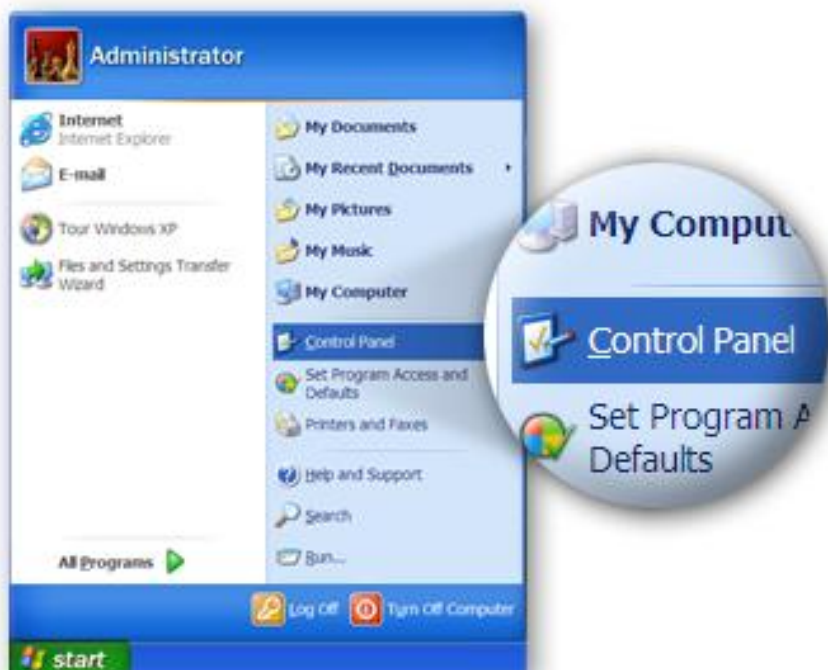 Administrator
Internet
Internet Explorer
E-mail
Tour Windows XP
Files and Settings Transfer
Wizard
All Programs
My Documents
My Recent Documents
My Pictures
My Music
My Computer
Control Panel
Set Program Access and
Defaults
Printers and Faxes
Help and Support
Search
Run...
Log Off
Turn Off Computer
start
My Comput
Control Panel
Set Program A
Defaults